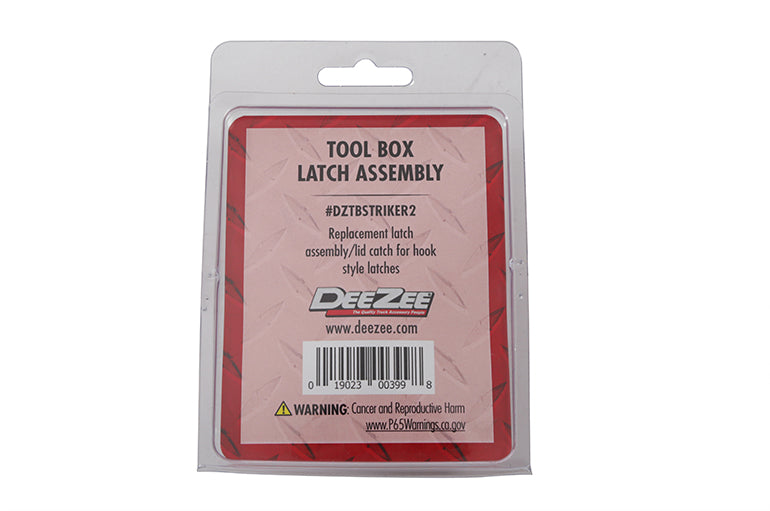 TOOL BOX
LATCH ASSEMBLY
#DZTBSTRIKER2
Replacement latch
assembly/lid catch for hook
style latches
DEEZEE
The Quality Truck Accessory People
www.deezee.com
0 19023 00399 8
WARNING: Cancer and Reproductive Harm
www.P65Warnings.ca.gov